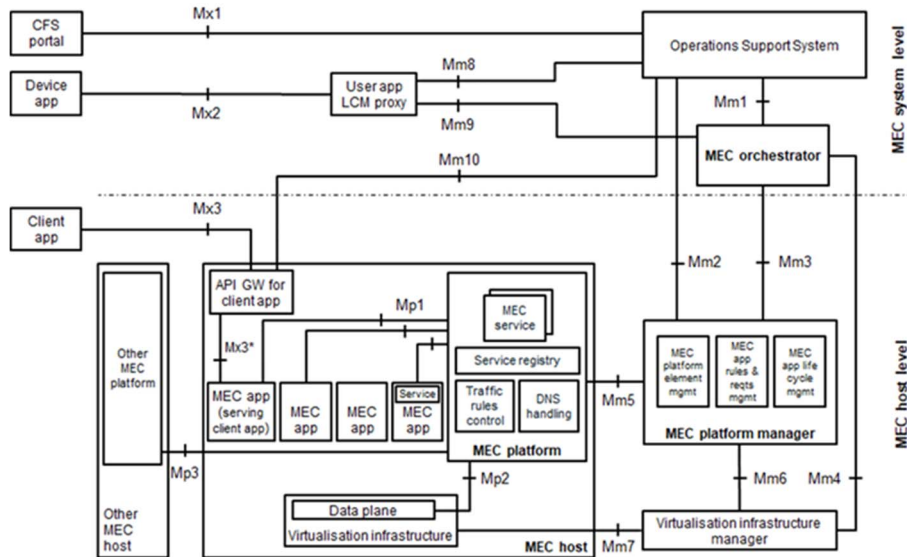 CFS
portal
Mx1
Operations Support System
Device
app
Mx2
User app
LCM proxy
Mm8
Mm9
Mm1
MEC orchestrator
Mm10
MEC system level
Client
app
Mx3
Mm2
Mm3
API GW for
client app
Mp1
Mx3*
Other
MEC
platform
MEC app
(serving
client app)
MEC
app
MEC
app
Service
MEC
app
MEC
service
Service registry
Traffic
rules
control
DNS
handling
MEC platform
Mm5
MEC
platform
element
mgmt
MEC
app
rules &
reqts
mgmt
MEC
app life
cycle
mgmt
MEC platform manager
MEC host level
Mp3
Mp2
Mm6
Mm4
Other
MEC
host
Data plane
Virtualisation infrastructure
MEC host
Mm7
Virtualisation infrastructure
manager